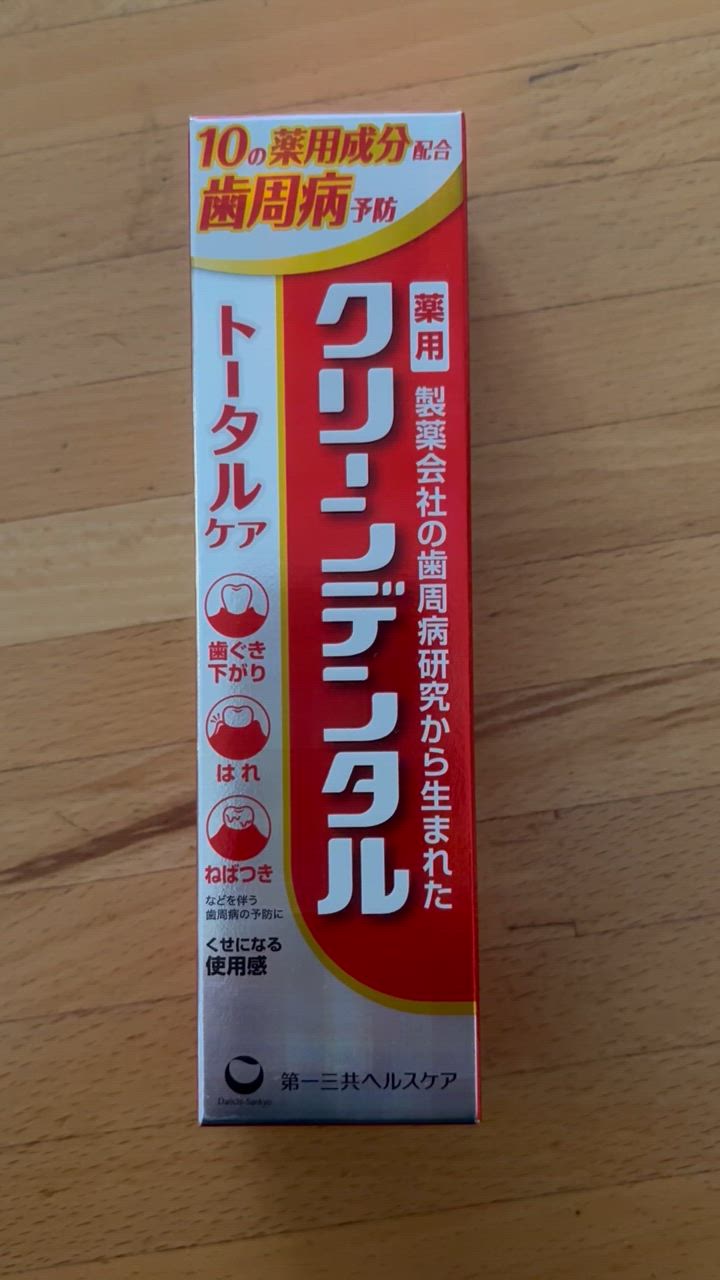 10の薬用成分配合
歯周病予防
薬用
製薬会社の歯周病研究から生まれた
クリーンデンタル
トータル
ケア
歯ぐき
下がり
はれ
ねばつき
などを伴う
歯周病の予防に
くせになる
使用感
Daiichi-Sankyo
第一三共ヘルスケア